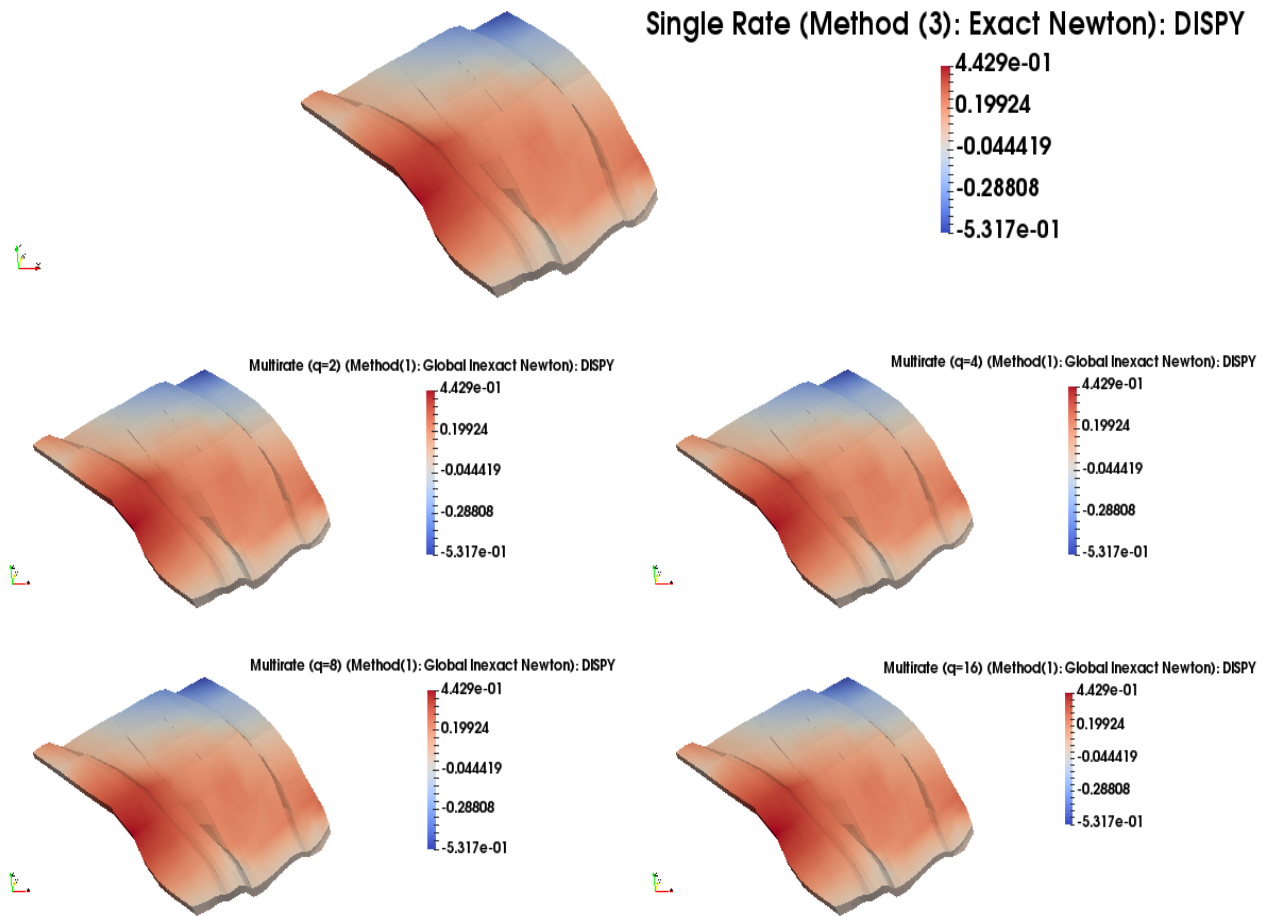 Single Rate (Method (3): Exact Newton): DISPY
4.429e-01
0.19924
-0.044419
-0.28808
-5.317e-01
Multirate (q=2) (Method(1): Global Inexact Newton): DISPY
4.429e-01
0.19924
-0.044419
-0.28808
-5.317e-01
Multirate (q=4) (Method(1): Global Inexact Newton): DISPY
4.429e-01
0.19924
-0.044419
-0.28808
-5.317e-01
Multirate (q=8) (Method(1): Global Inexact Newton): DISPY
4.429e-01
0.19924
-0.044419
-0.28808
-5.317e-01
Multirate (q=16) (Method(1): Global Inexact Newton): DISPY
4.429e-01
0.19924
-0.044419
-0.28808
-5.317e-01